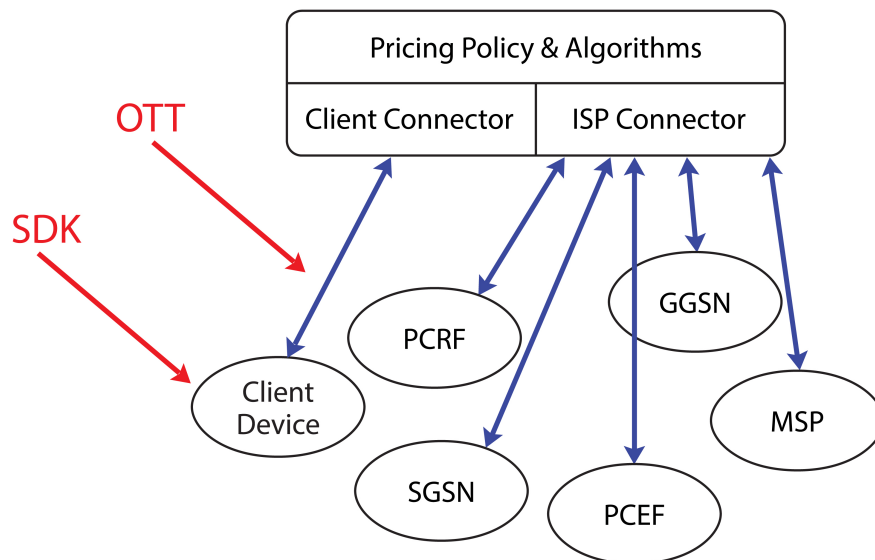 Pricing Policy & Algorithms
Client Connector
ISP Connector
OTT
SDK
GGSN
PCRF
Client
Device
MSP
SGSN
PCEF